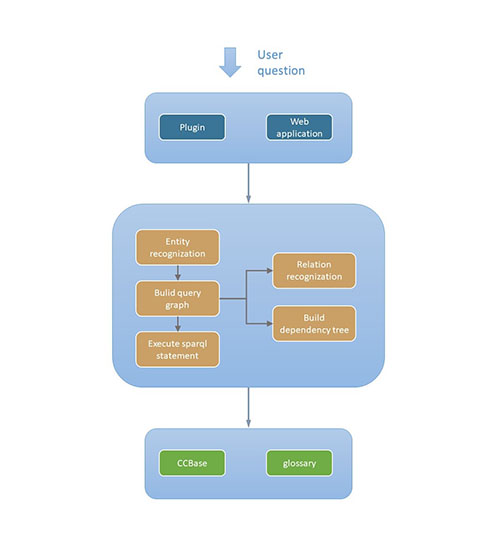 User
question
Plugin
Web
application
Entity
recognization
Relation
recognization
Bulid query
graph
Build
dependency tree
Execute sparql
statement
CCBase
glossary